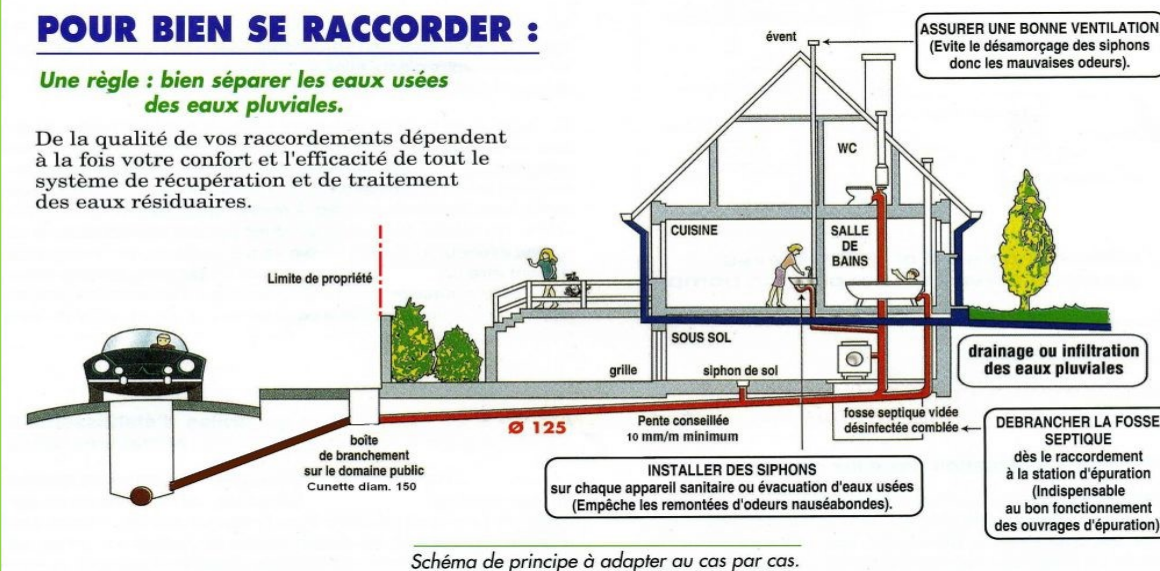 POUR BIEN SE RACCORDER :
Une règle : bien séparer les eaux usées
des eaux pluviales.
De la qualité de vos raccordements dépendent
à la fois votre confort et l'efficacité de tout le
système de récupération et de traitement
des eaux résiduaires.
évent
ASSURER UNE BONNE VENTILATION
(Evite le désamorçage des siphons
donc les mauvaises odeurs).
WC
CUISINE
SALLE
DE
BAINS
Limite de propriété
SOUS SOL
grille
siphon de sol
drainage ou infiltration
des eaux pluviales
Ø 125
Pente conseillée
10 mm/m minimum
fosse septique vidée
désinfectée comblée
boîte
de branchement
sur le domaine public
Cunette diam. 150
INSTALLER DES SIPHONS
sur chaque appareil sanitaire ou évacuation d'eaux usées
(Empêche les remontées d'odeurs nauséabondes).
DEBRANCHER LA FOSSE
SEPTIQUE
dès le raccordement
à la station d'épuration
(Indispensable
au bon fonctionnement
des ouvrages d'épuration)
Schéma de principe à adapter au cas par cas.